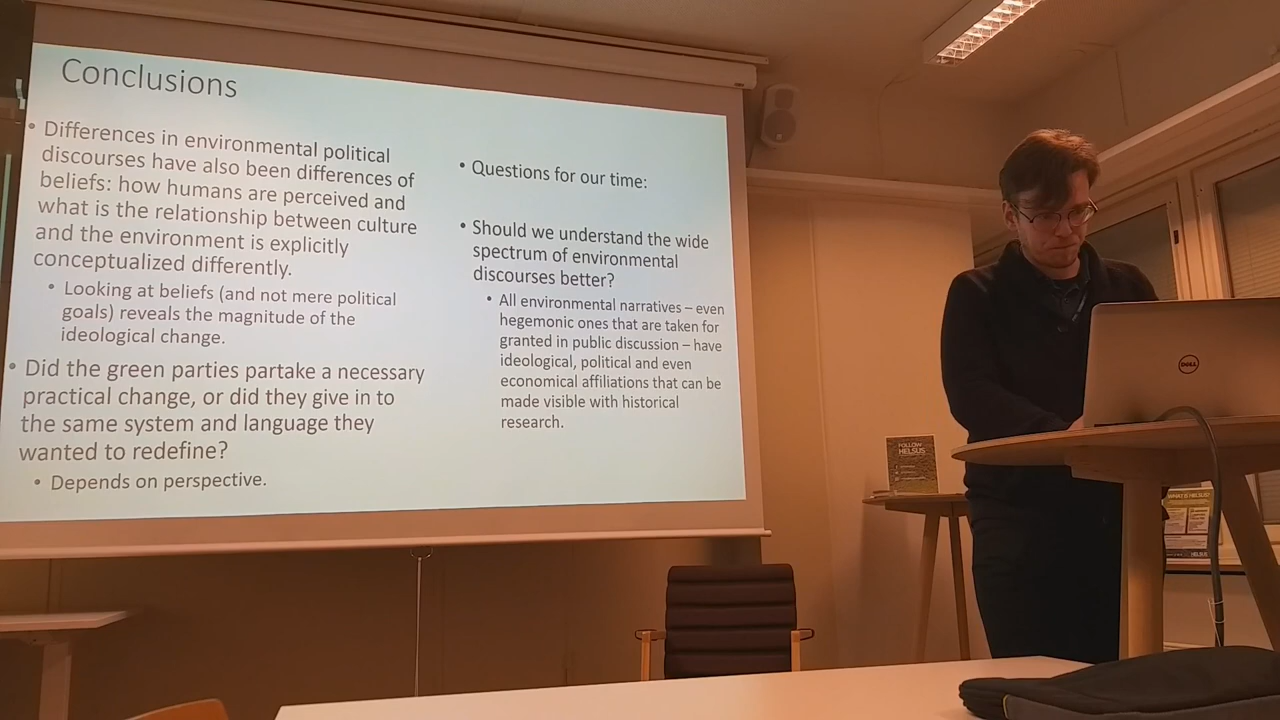 Conclusions
• Differences in environmental political
discourses have also been differences of
beliefs: how humans are perceived and
what is the relationship between culture
and the environment is explicitly
conceptualized differently.
• Looking at beliefs (and not mere political
goals) reveals the magnitude of the
ideological change.
• Did the green parties partake a necessary
practical change, or did they give in to
the same system and language they
wanted to redefine?
• Depends on perspective.
• Questions for our time:
• Should we understand the wide
spectrum of environmental
discourses better?
• All environmental narratives – even
hegemonic ones that are taken for
granted in public discussion – have
ideological, political and even
economical affiliations that can be
made visible with historical
research.
DELL
FOLLOW
HELSUS
WHAT IS HELSUS?
HELSUS